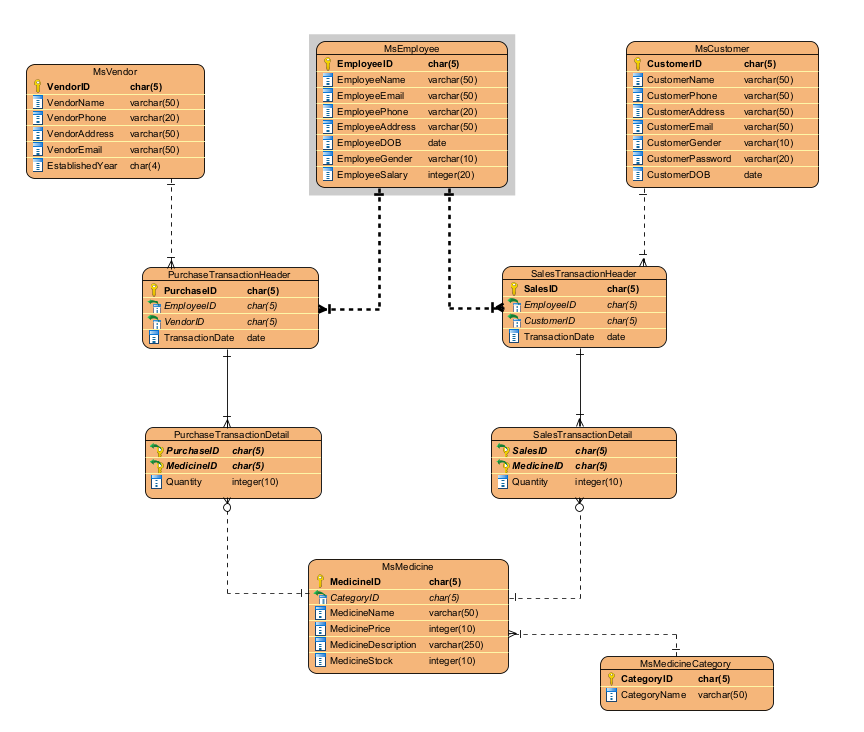 MsVendor
VendorID char(5)
VendorName varchar(50)
VendorPhone varchar(20)
VendorAddress varchar(50)
VendorEmail varchar(50)
EstablishedYear char(4)
MsEmployee
EmployeeID char(5)
EmployeeName varchar(50)
EmployeeEmail varchar(50)
EmployeePhone varchar(20)
EmployeeAddress varchar(50)
EmployeeDOB date
EmployeeGender varchar(10)
EmployeeSalary integer(20)
MsCustomer
CustomerID char(5)
CustomerName varchar(50)
CustomerPhone varchar(50)
CustomerAddress varchar(50)
CustomerEmail varchar(50)
CustomerGender varchar(10)
CustomerPassword varchar(20)
CustomerDOB date
PurchaseTransactionHeader
PurchaseID char(5)
EmployeeID char(5)
VendorID char(5)
TransactionDate date
SalesTransactionHeader
SalesID char(5)
EmployeeID char(5)
CustomerID char(5)
TransactionDate date
PurchaseTransactionDetail
PurchaseID char(5)
MedicineID char(5)
Quantity integer(10)
SalesTransactionDetail
SalesID char(5)
MedicineID char(5)
Quantity integer(10)
MsMedicine
MedicineID char(5)
CategoryID char(5)
MedicineName varchar(50)
MedicinePrice integer(10)
MedicineDescription varchar(250)
MedicineStock integer(10)
MsMedicineCategory
CategoryID char(5)
CategoryName varchar(50)